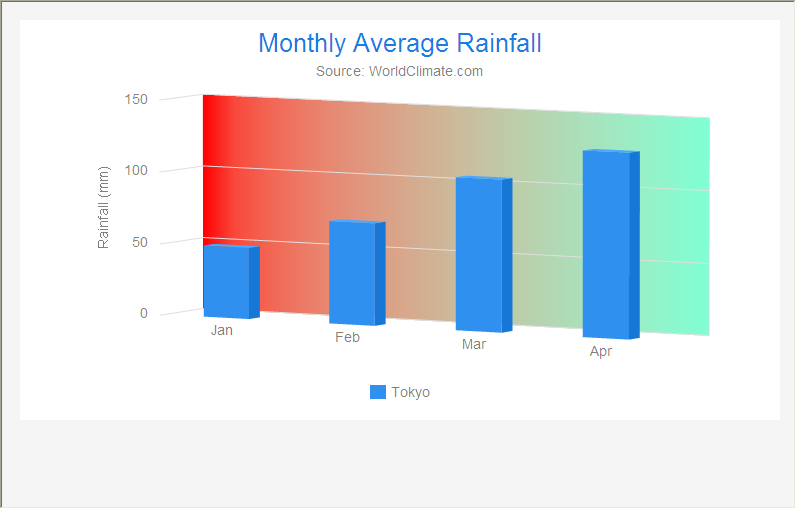 Monthly Average Rainfall
Source: WorldClimate.com
150
100
50
0
Rainfall (mm)
Jan
Feb
Mar
Apr
Tokyo